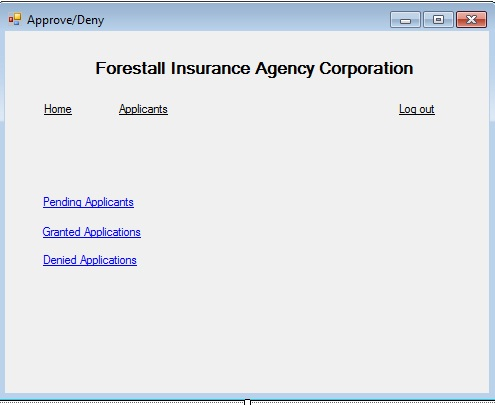 Approve/Deny
Forestall Insurance Agency Corporation
Home Applicants Log out
Pending Applicants
Granted Applications
Denied Applications